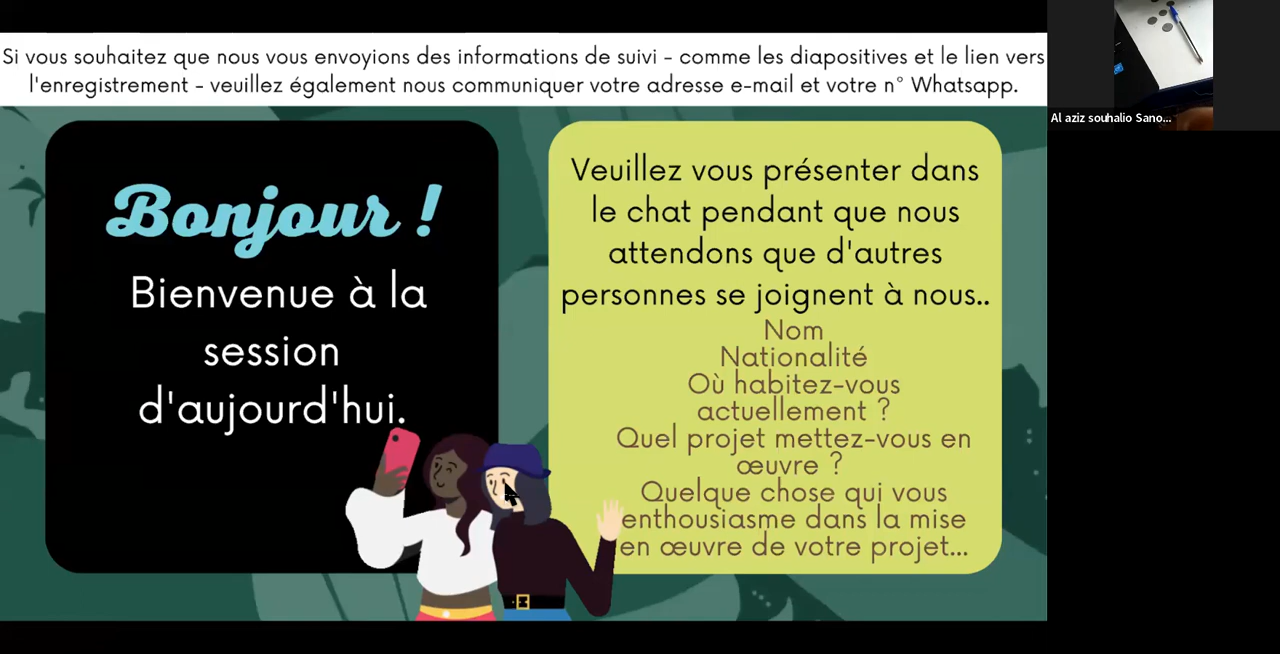 Si vous souhaitez que nous vous envoyions des informations de suivi - comme les diapositives et le lien vers
l'enregistrement - veuillez également nous communiquer votre adresse e-mail et votre n° Whatsapp.
Bonjour !
Bienvenue à la
session
d'aujourd'hui.
Veuillez vous présenter dans
le chat pendant que nous
attendons que d'autres
personnes se joignent à nous..
Nom
Nationalité
Où habitez-vous
actuellement ?
Quel projet mettez-vous en
œuvre ?
Quelque chose qui vous
enthousiasme dans la mise
en œuvre de votre projet...
Al aziz souhalio Sano...